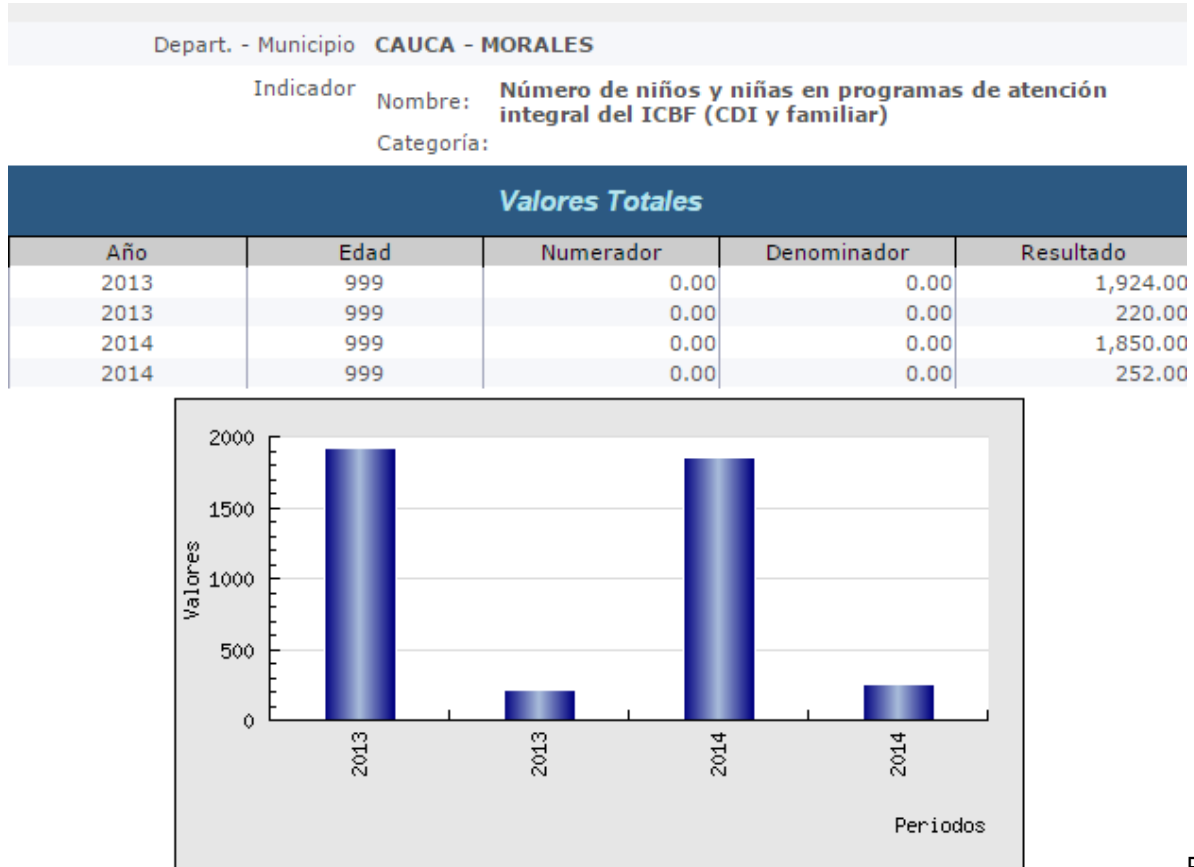 Depart. - Municipio CAUCA - MORALES
Indicador Nombre: Número de niños y niñas en programas de atención
integral del ICBF (CDI y familiar)
Categoría:
Valores Totales
Año Edad Numerador Denominador Resultado
2013 999 0.00 0.00 1,924.00
2013 999 0.00 0.00 220.00
2014 999 0.00 0.00 1,850.00
2014 999 0.00 0.00 252.00
2000
1500
1000
500
0
Valores
2013 2013 2014 2014
Periodos